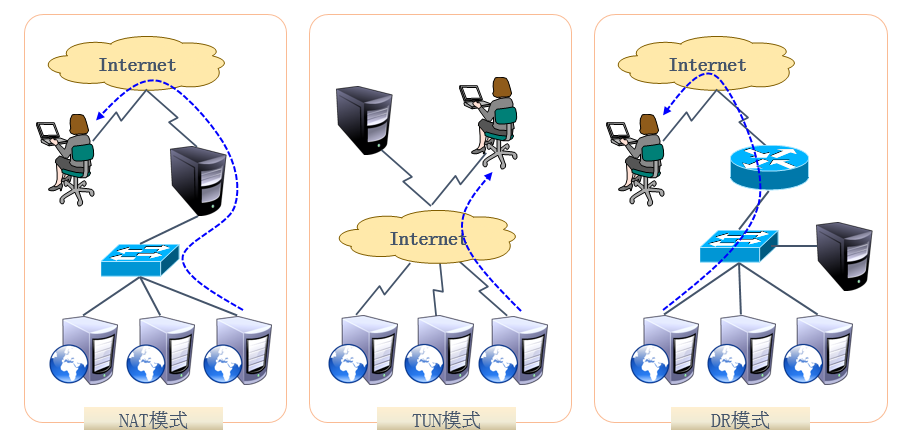 Internet
Internet
Internet
NAT模式
TUN模式
DR模式